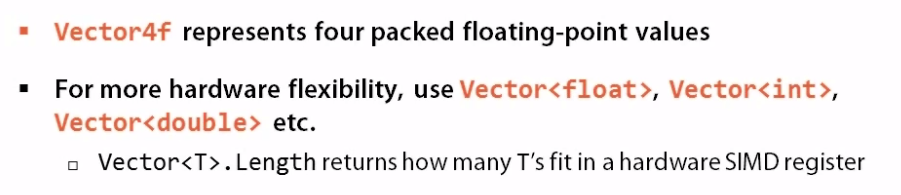 ▪ Vector4f represents four packed floating-point values
▪ For more hardware flexibility, use Vector<float>, Vector<int>,
Vector<double> etc.
□ Vector<T>.Length returns how many T's fit in a hardware SIMD register